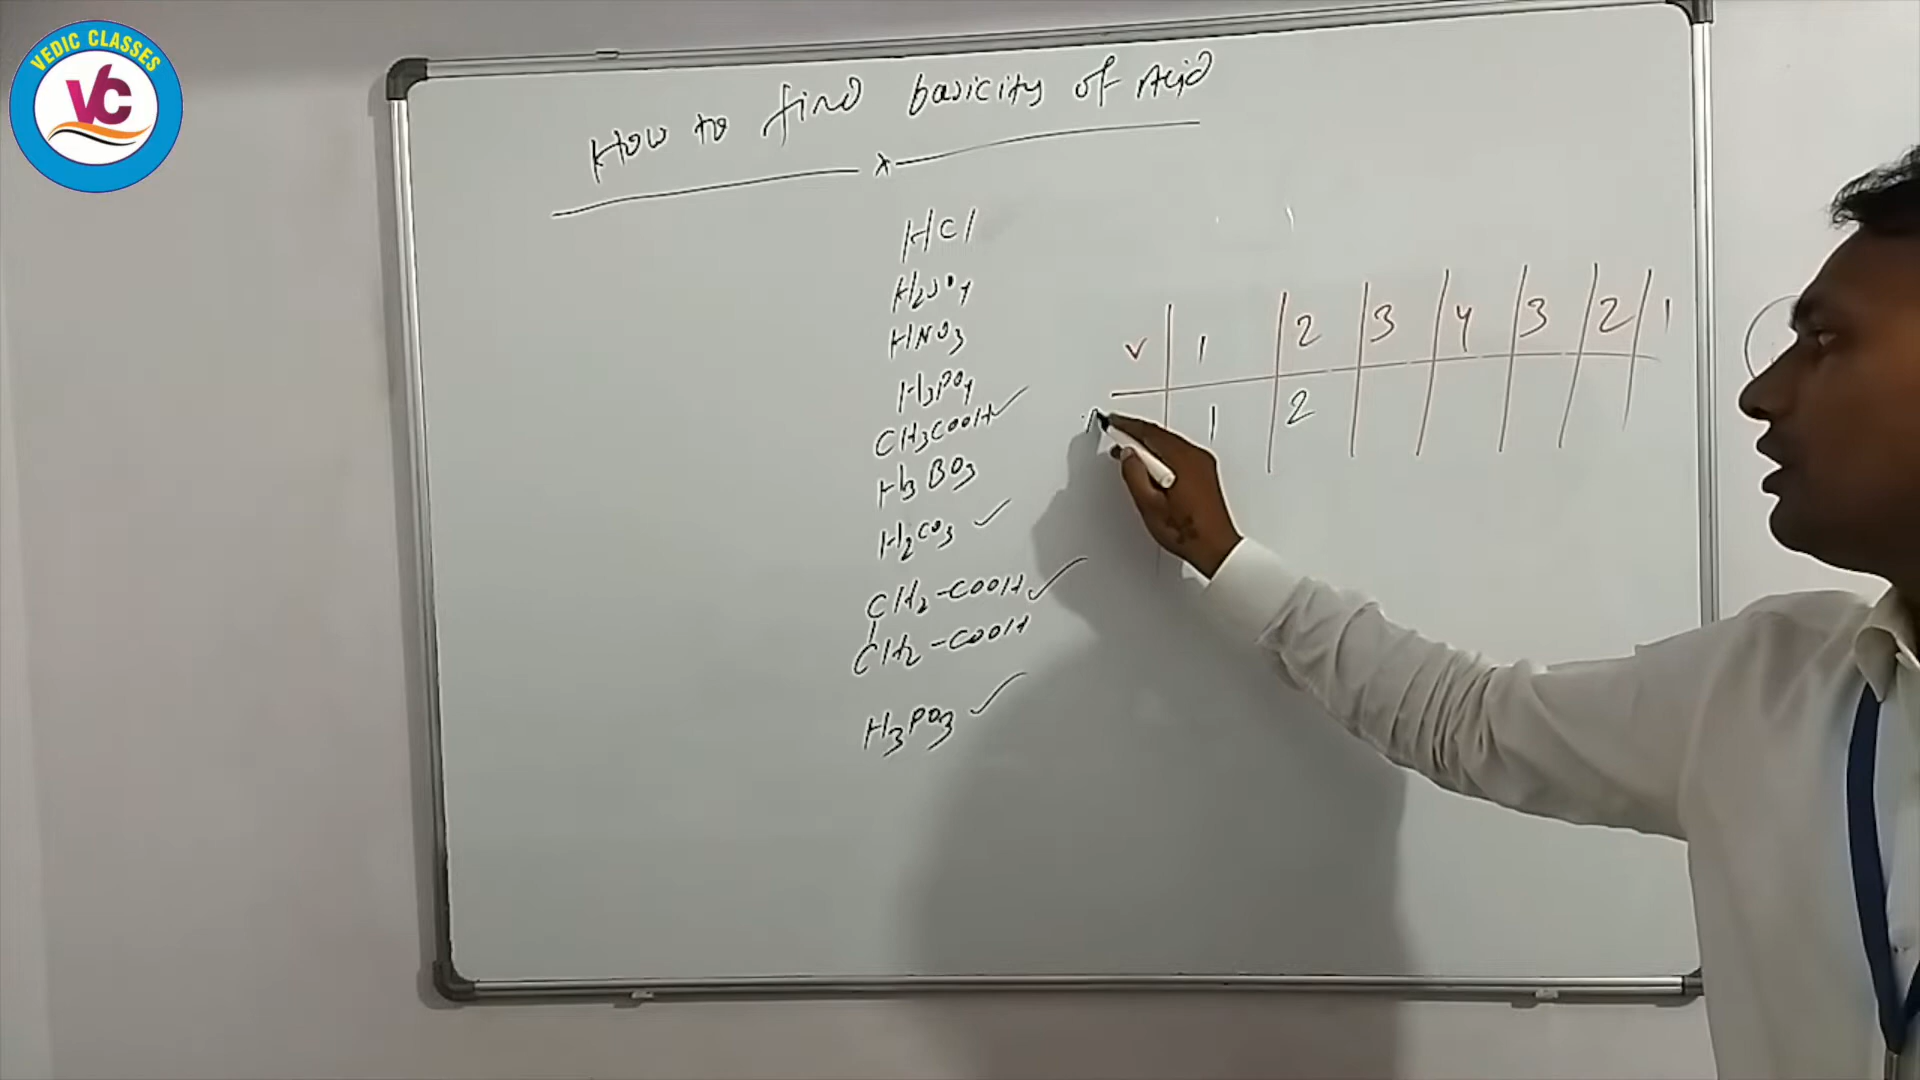 VEDIC CLASSES
VC
How to find basicity of Acid
x
HCl
H2SO4
HNO3
H3PO4
CH3COOH ✓
H3BO3
H2CO3 ✓
CH2-COOH ✓
CH2-COOH
H3PO3 ✓
V | 1 | 2 | 3 | 4 | 3 | 2 | 1
1 | 2